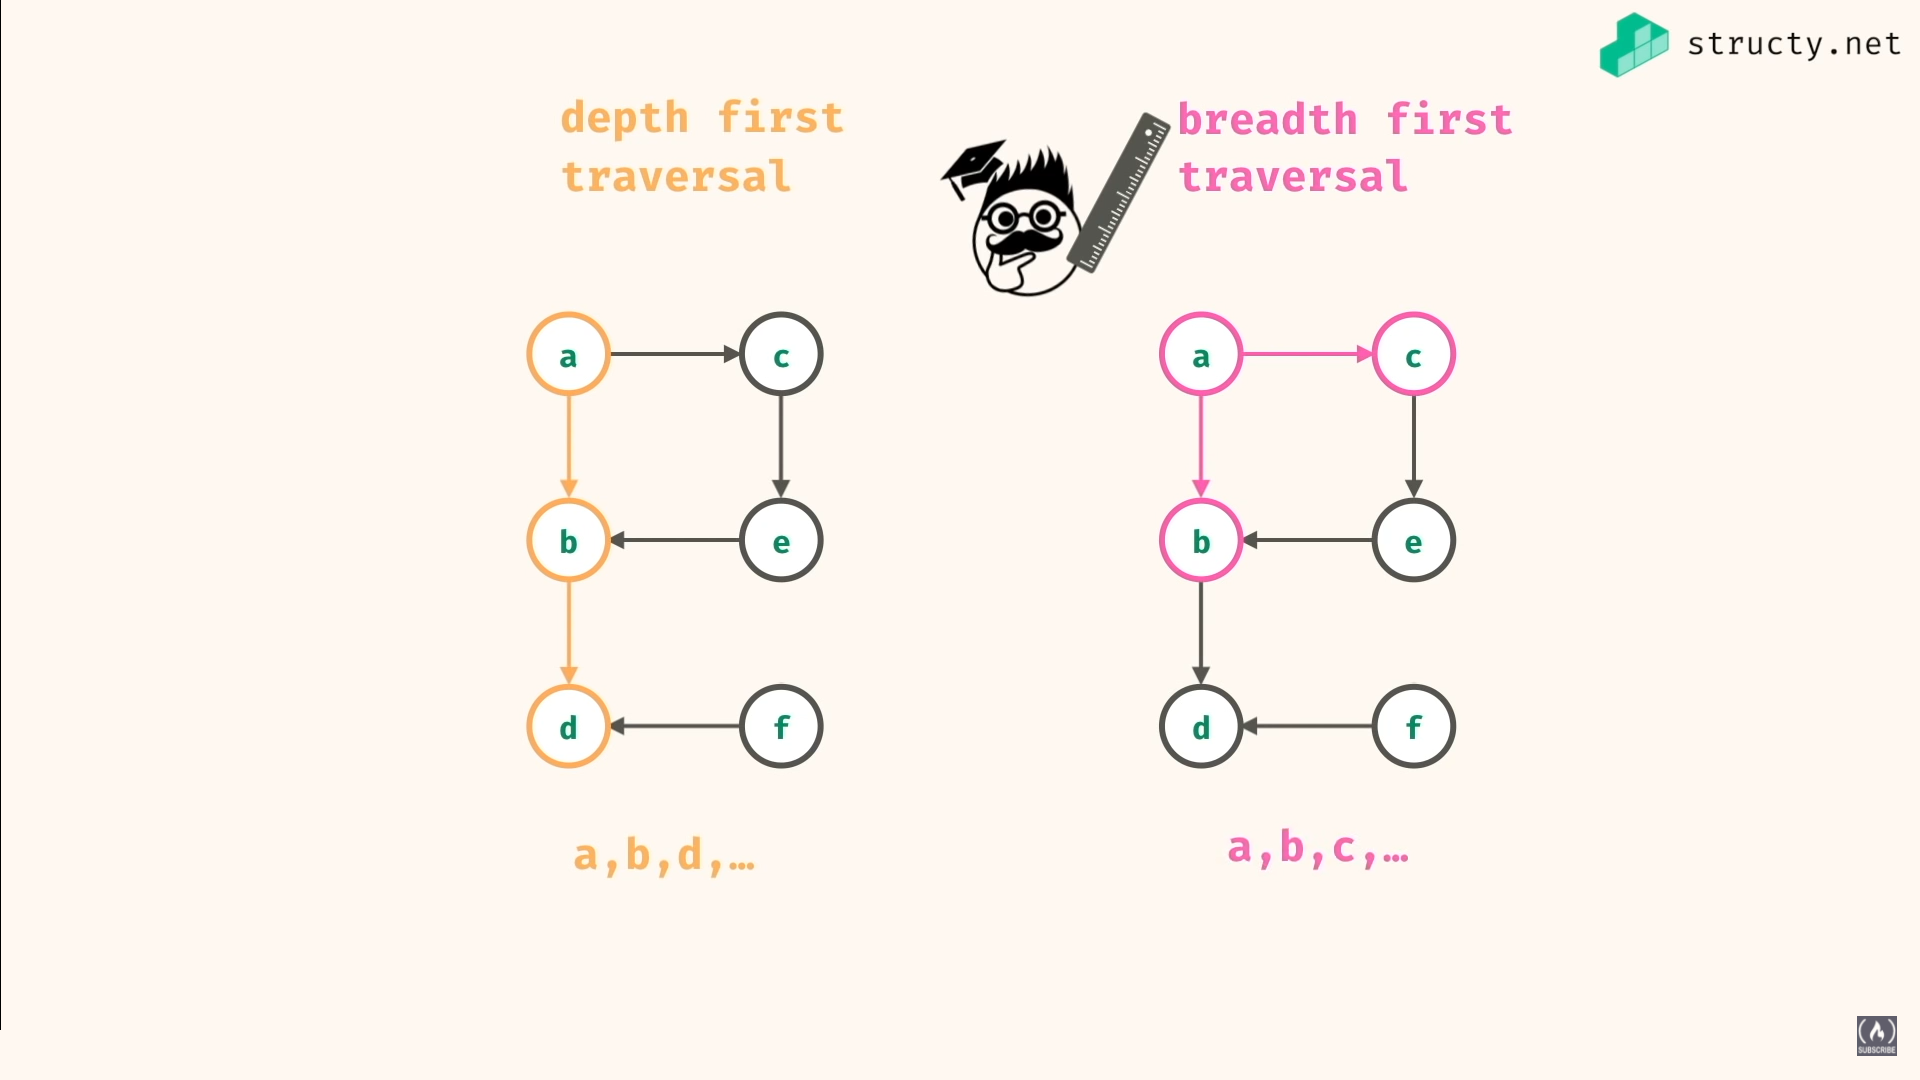 structy.net
depth first
traversal
breadth first
traversal
a
c
b
e
d
f
a,b,d,…
a
c
b
e
d
f
a,b,c,…
SUBSCRIBE